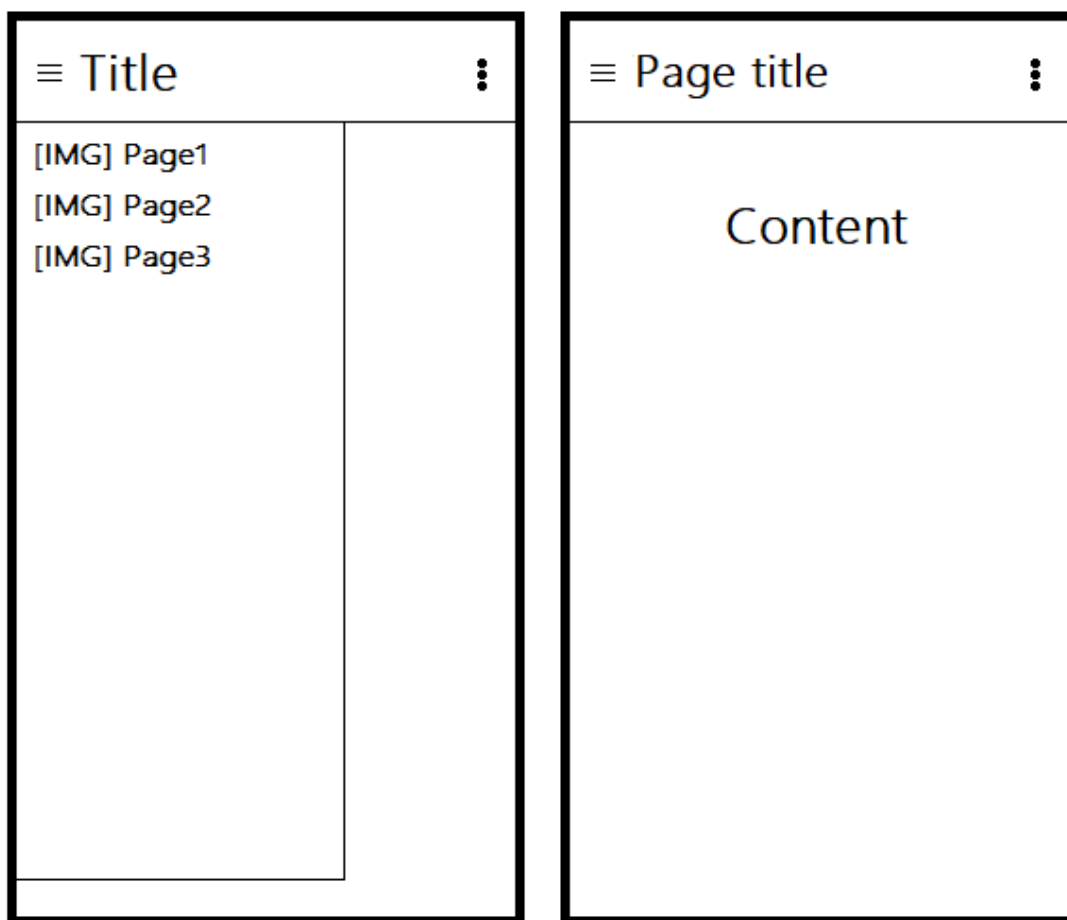 Title
[IMG] Page1
[IMG] Page2
[IMG] Page3
Page title
Content